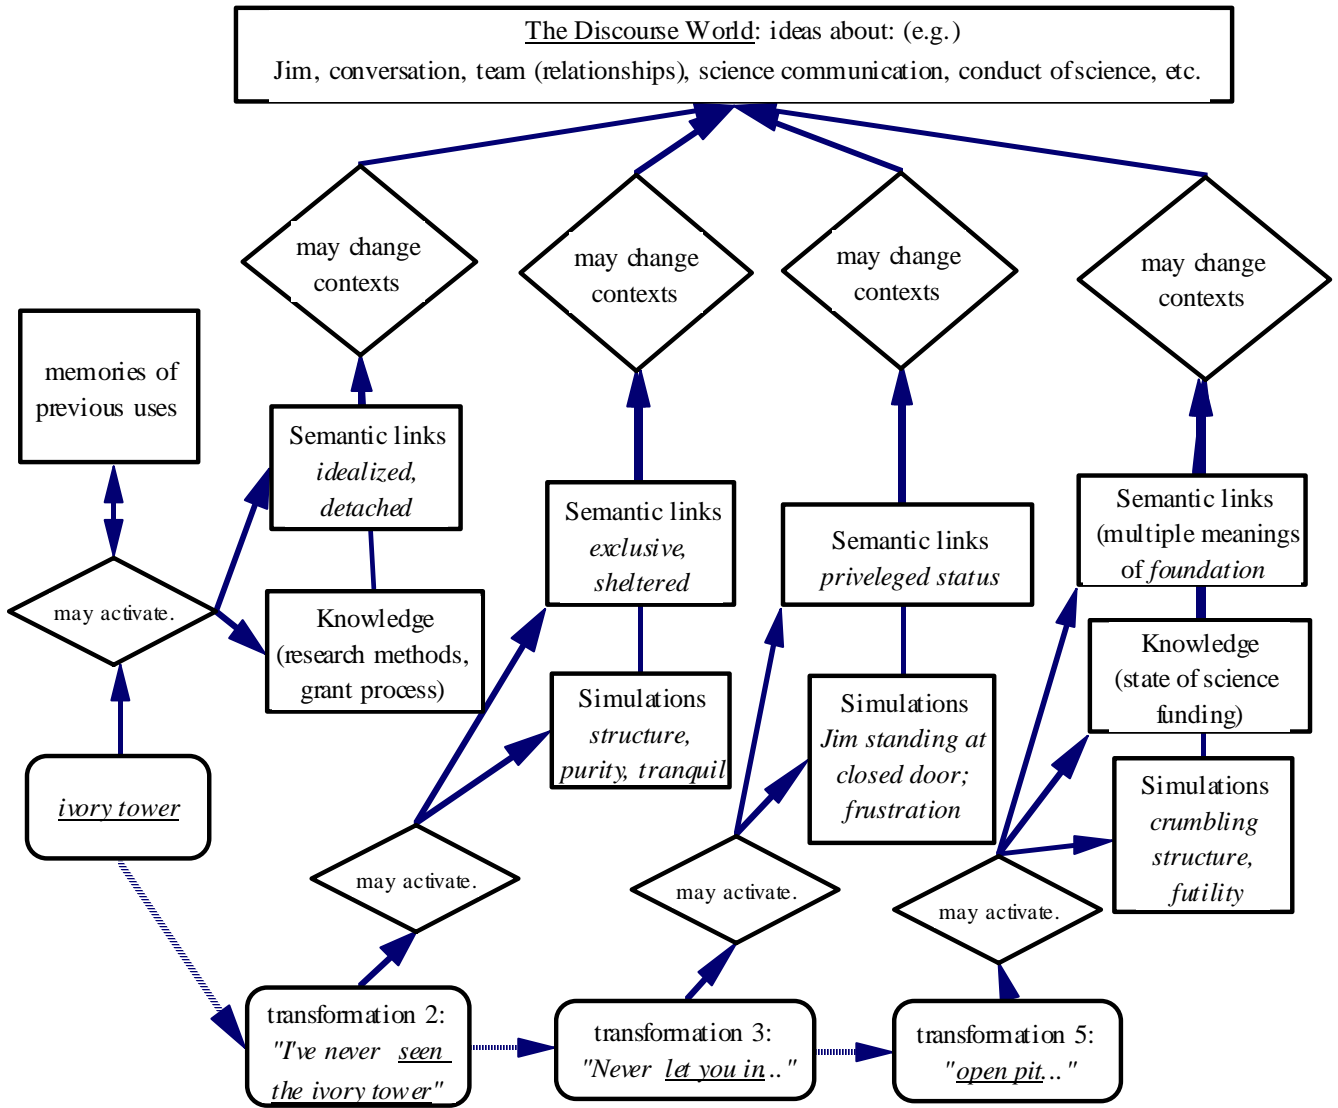 The Discourse World: ideas about: (e.g.)
Jim, conversation, team (relationships), science communication, conduct of science, etc.
may change
contexts
may change
contexts
may change
contexts
may change
contexts
memories of
previous uses
Semantic links
idealized,
detached
Semantic links
exclusive,
sheltered
Semantic links
priveleged status
Semantic links
(multiple meanings
of foundation
may activate.
Knowledge
(research methods,
grant process)
Knowledge
(state of science
funding)
Simulations
structure,
purity, tranquil
Simulations
Jim standing at
closed door;
frustration
Simulations
crumbling
structure,
futility
ivory tower
may activate.
may activate.
may activate.
transformation 2:
"I've never seen
the ivory tower"
transformation 3:
"Never let you in..."
transformation 5:
"open pit..."